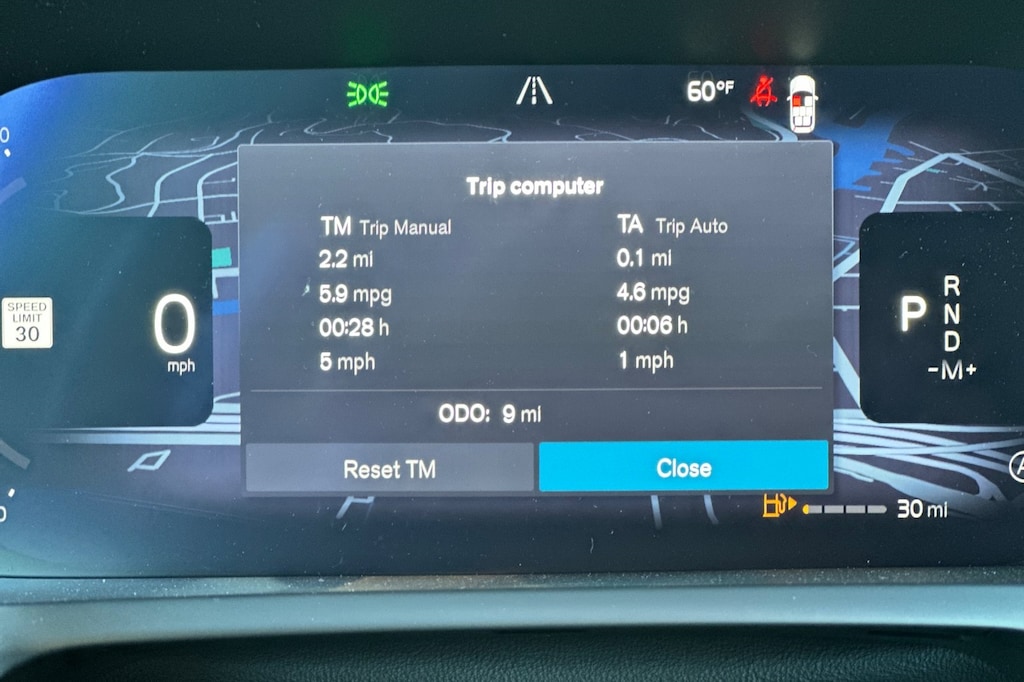 60°F
Trip computer
TM Trip Manual
2.2 mi
5.9 mpg
00:28 h
5 mph
TA Trip Auto
0.1 mi
4.6 mpg
00:06 h
1 mph
ODO: 9 mi
Reset TM
Close
SPEED
LIMIT
30
0
mph
P
R
N
D
-M+
30 mi